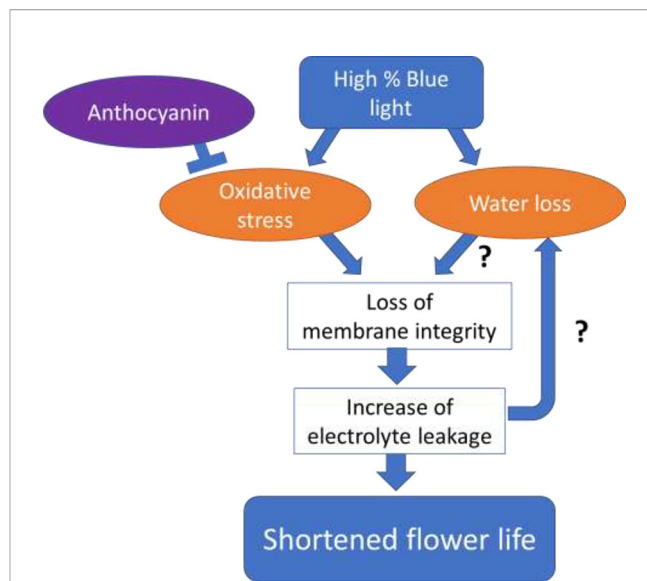 High % Blue
light
Anthocyanin
Oxidative
stress
Water loss
?
Loss of
membrane integrity
?
Increase of
electrolyte leakage
Shortened flower life